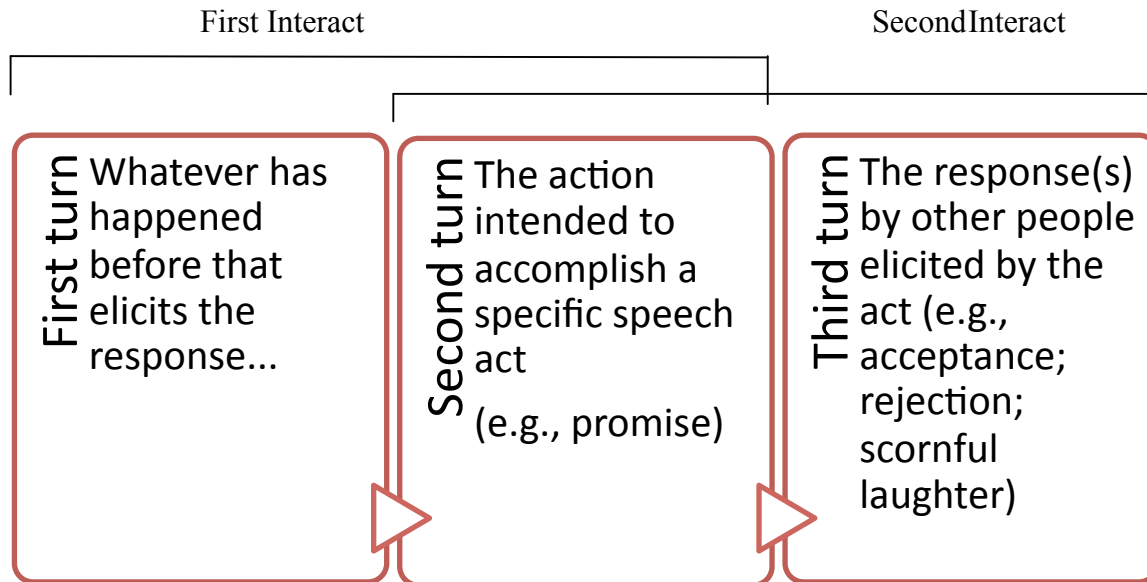 First Interact
SecondInteract
First turn
Whatever has
happened
before that
elicits the
response...
Second turn
The action
intended to
accomplish a
specific speech
act
(e.g., promise)
Third turn
The response(s)
by other people
elicited by the
act (e.g.,
acceptance;
rejection;
scornful
laughter)